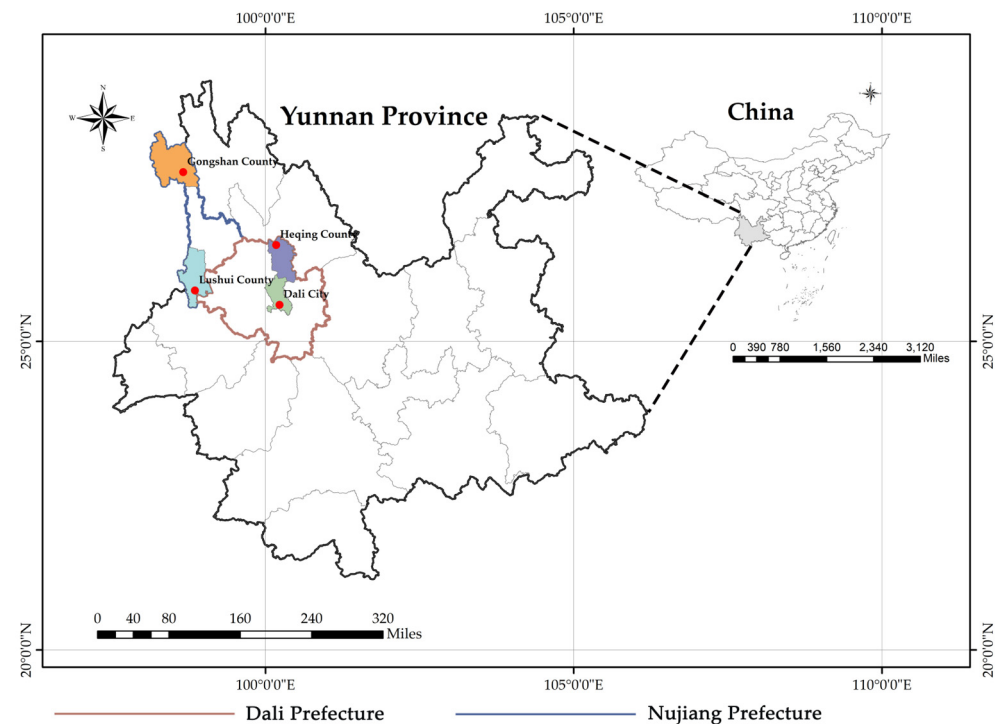 100°0'0"E 105°0'0"E 110°0'0"E
N
W E
S
Yunnan Province
China
Gongshan County
Heqing County
Lushui County
Dali City
25°0'0"N
25°0'0"N
0 390 780 1,560 2,340 3,120
Miles
0 40 80 160 240 320
Miles
20°0'0"N
20°0'0"N
100°0'0"E 105°0'0"E 110°0'0"E
Dali Prefecture Nujiang Prefecture